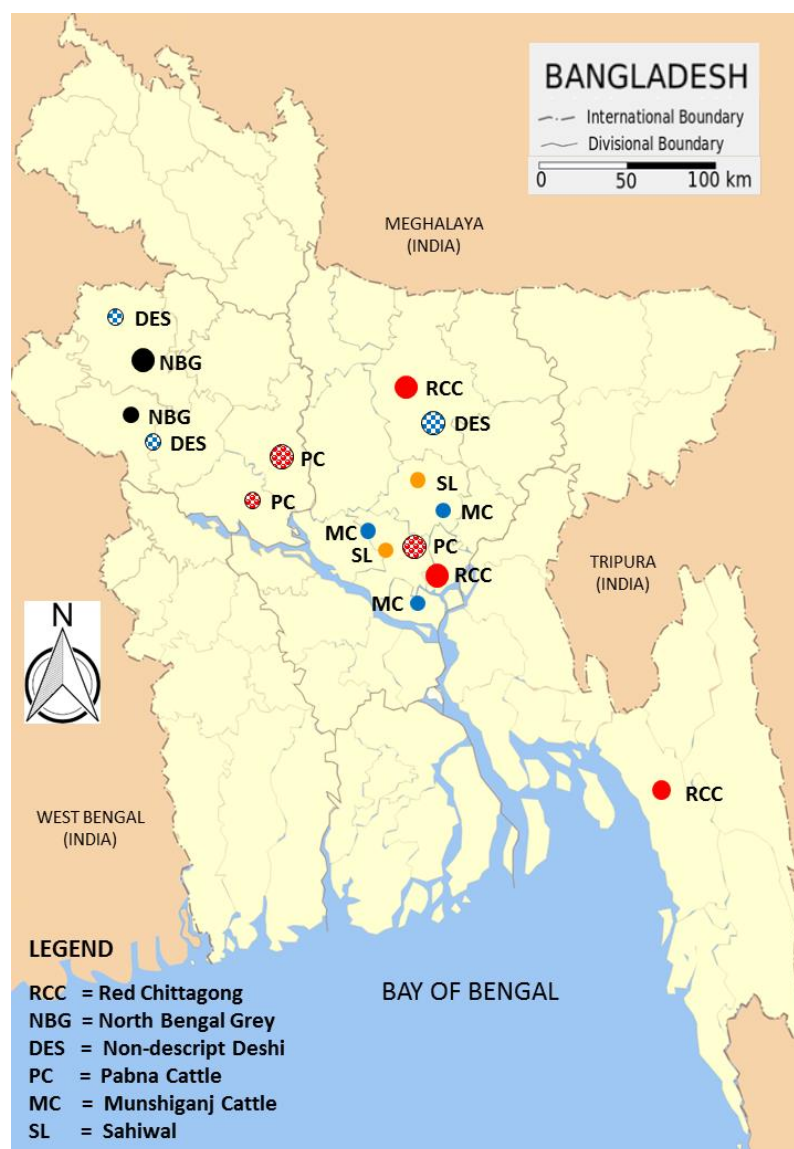 BANGLADESH
International Boundary
Divisional Boundary
0 50 100 km
MEGHALAYA
(INDIA)
DES
NBG
RCC
NBG
DES
DES
PC
SL
PC
MC
MC
SL
PC
RCC
MC
TRIPURA
(INDIA)
N
RCC
WEST BENGAL
(INDIA)
BAY OF BENGAL
LEGEND
RCC = Red Chittagong
NBG = North Bengal Grey
DES = Non-descript Deshi
PC = Pabna Cattle
MC = Munshiganj Cattle
SL = Sahiwal